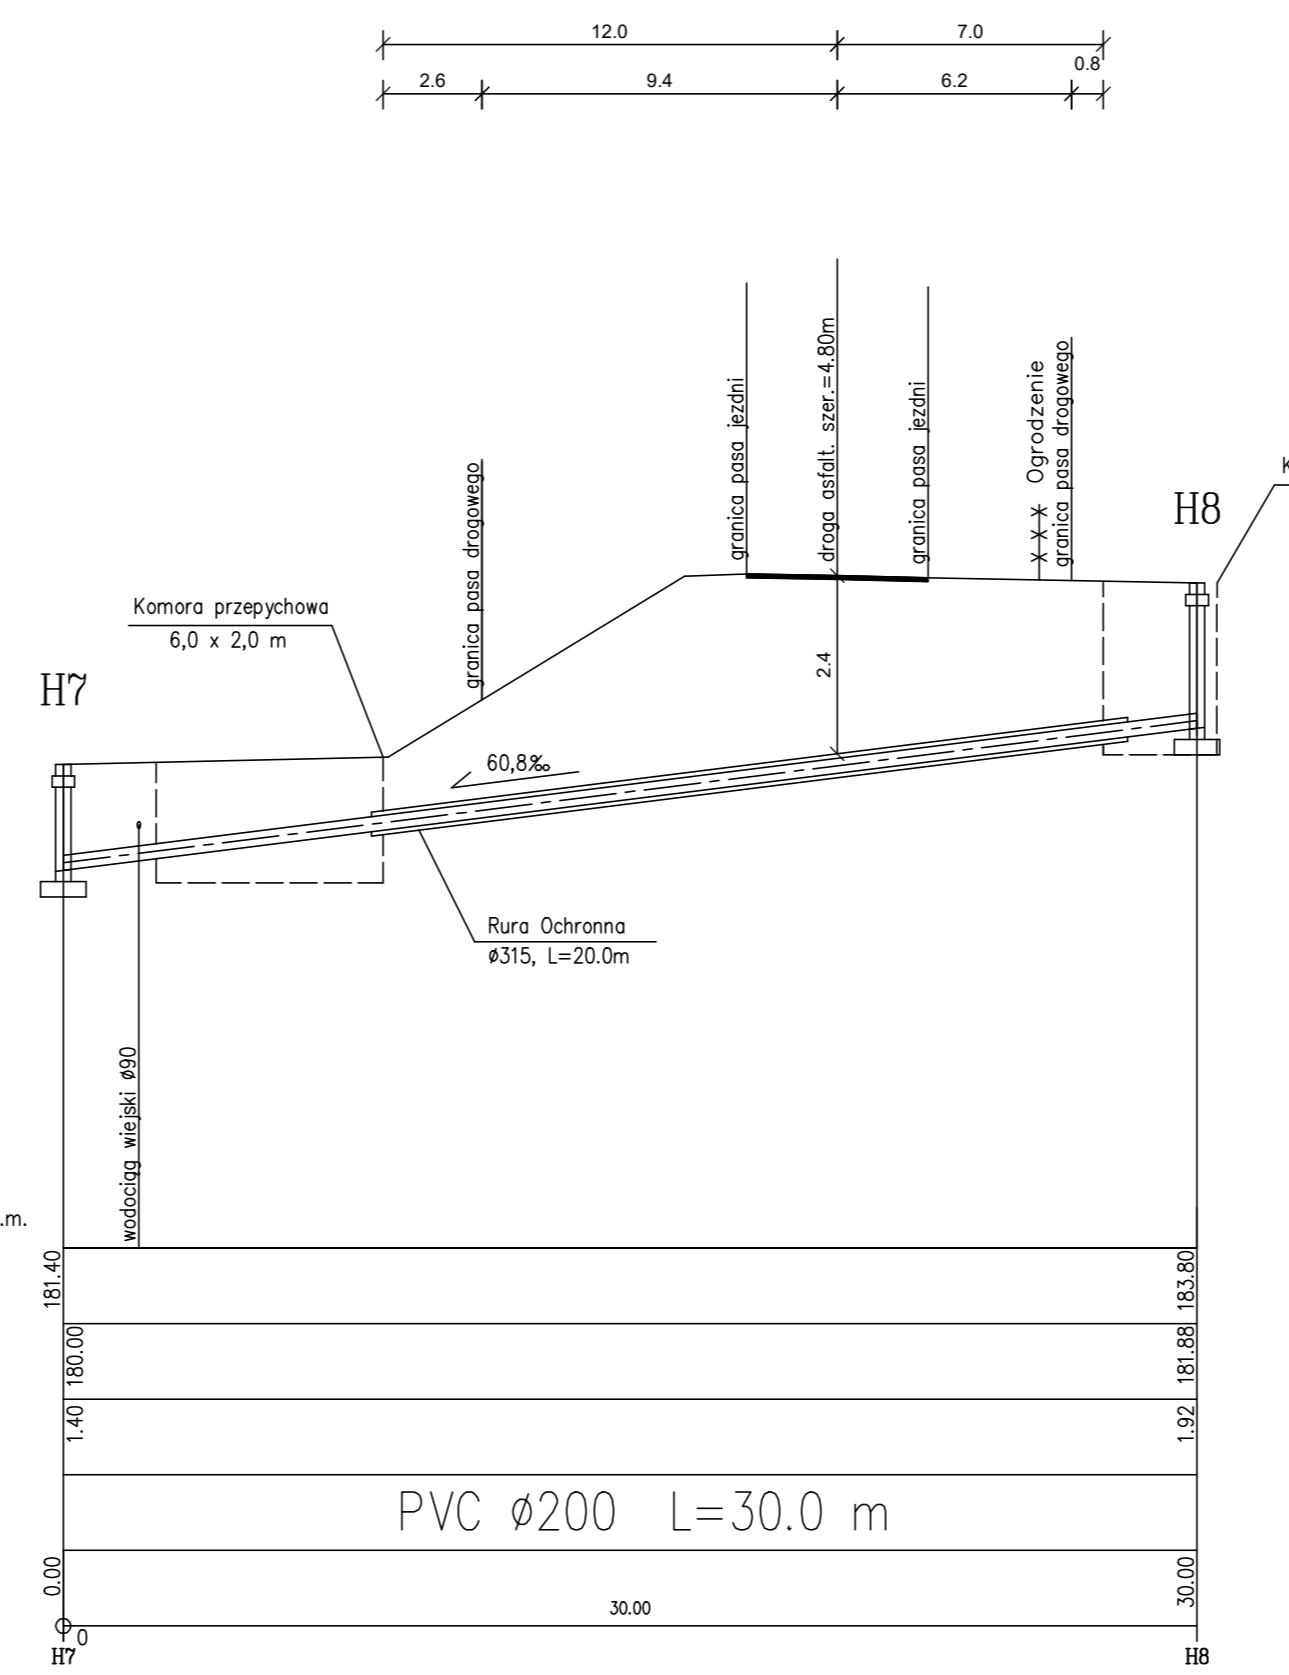 12.0
7.0
0.8
2.6
9.4
6.2
granica pasa drogowego
granica pasa jezdni
droga asfalt. szer.=4.80m
granica pasa jezdni
Ogrodzenie
granica pasa drogowego
K
H8
Komora przepychowa
6,0 x 2,0 m
2.4
H7
60,8‰
Rura Ochronna
ø315, L=20.0m
wodociąg wiejski ø90
.m.
181.40
183.80
180.00
181.88
1.40
1.92
PVC ø200 L=30.0 m
0.00
30.00
30.00
0
H7
H8